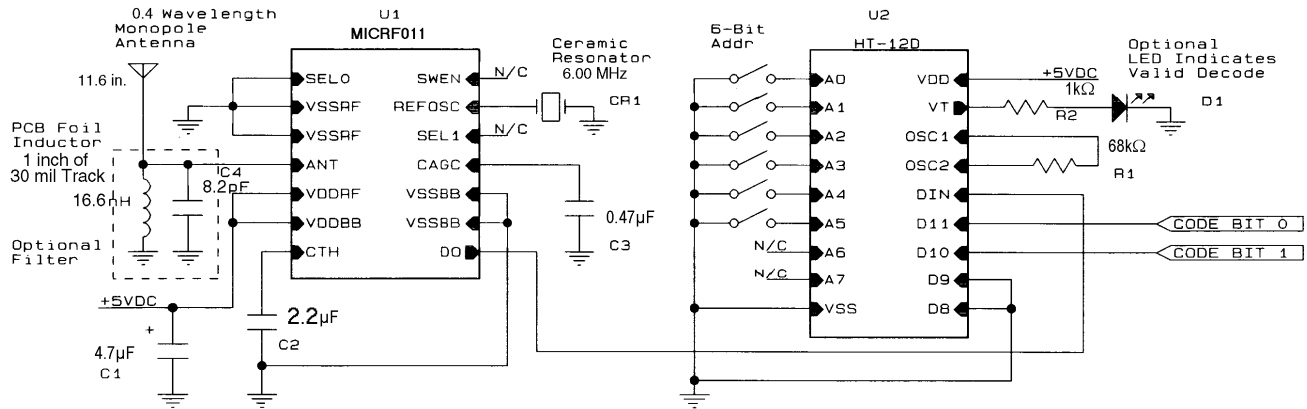 0.4 Wavelength
Monopole
Antenna
11.6 in.
PCB Foil
Inductor
1 inch of
30 mil Track
16.6nH
C4
8.2pF
Optional
Filter
+5VDC
+
4.7µF
C1
2.2µF
C2
U1
MICRF011
SEL0
VSSRF
VSSRF
ANT
VDDRF
VDDBB
CTH
SWEN
REFOSC
SEL1
CAGC
VSSBB
VSSBB
DO
N/C
N/C
Ceramic
Resonator
6.00 MHz
CR1
0.47µF
C3
6-Bit
Addr
U2
HT-12D
A0
A1
A2
A3
A4
A5
A6
A7
VSS
N/C
N/C
VDD
VT
OSC1
OSC2
DIN
D11
D10
D9
D8
+5VDC
1kΩ
R2
68kΩ
R1
Optional
LED Indicates
Valid Decode
D1
CODE BIT 0
CODE BIT 1